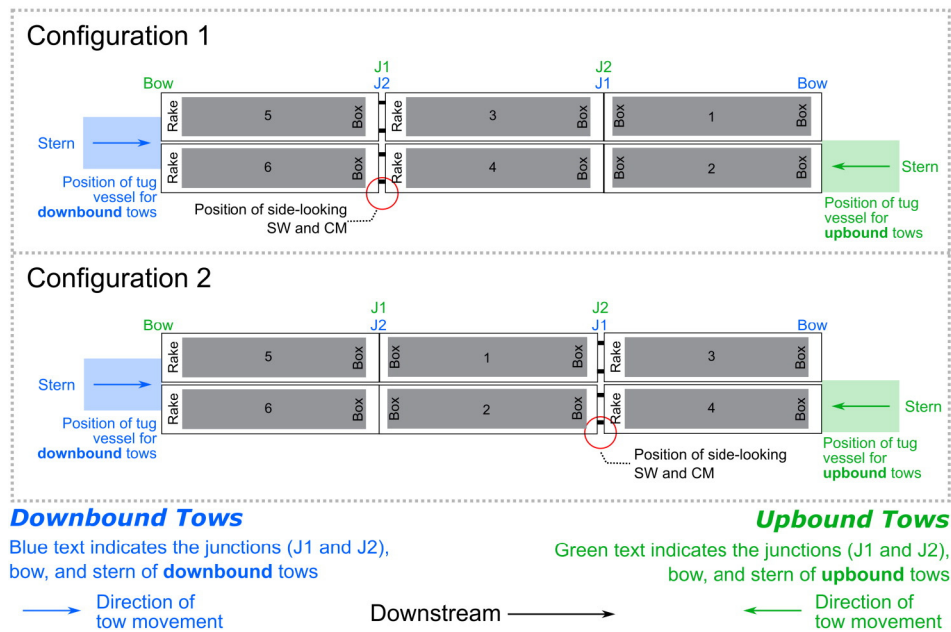 Configuration 1
J1
J2
J2
J1
Bow
Bow
Rake
5
Box
Rake
3
Box
Box
1
Box
Stern
Rake
6
Box
Rake
4
Box
Box
2
Box
Stern
Position of tug
vessel for
downbound tows
Position of side-looking
SW and CM
Position of tug
vessel for
upbound tows
Configuration 2
J1
J2
J2
J1
Bow
Bow
Rake
5
Box
Box
1
Box
Rake
3
Box
Stern
Rake
6
Box
Box
2
Box
Rake
4
Box
Stern
Position of tug
vessel for
downbound tows
Position of side-looking
SW and CM
Position of tug
vessel for
upbound tows
Downbound Tows
Blue text indicates the junctions (J1 and J2),
bow, and stern of downbound tows
Direction of
tow movement
Upbound Tows
Green text indicates the junctions (J1 and J2),
bow, and stern of upbound tows
Downstream
Direction of
tow movement